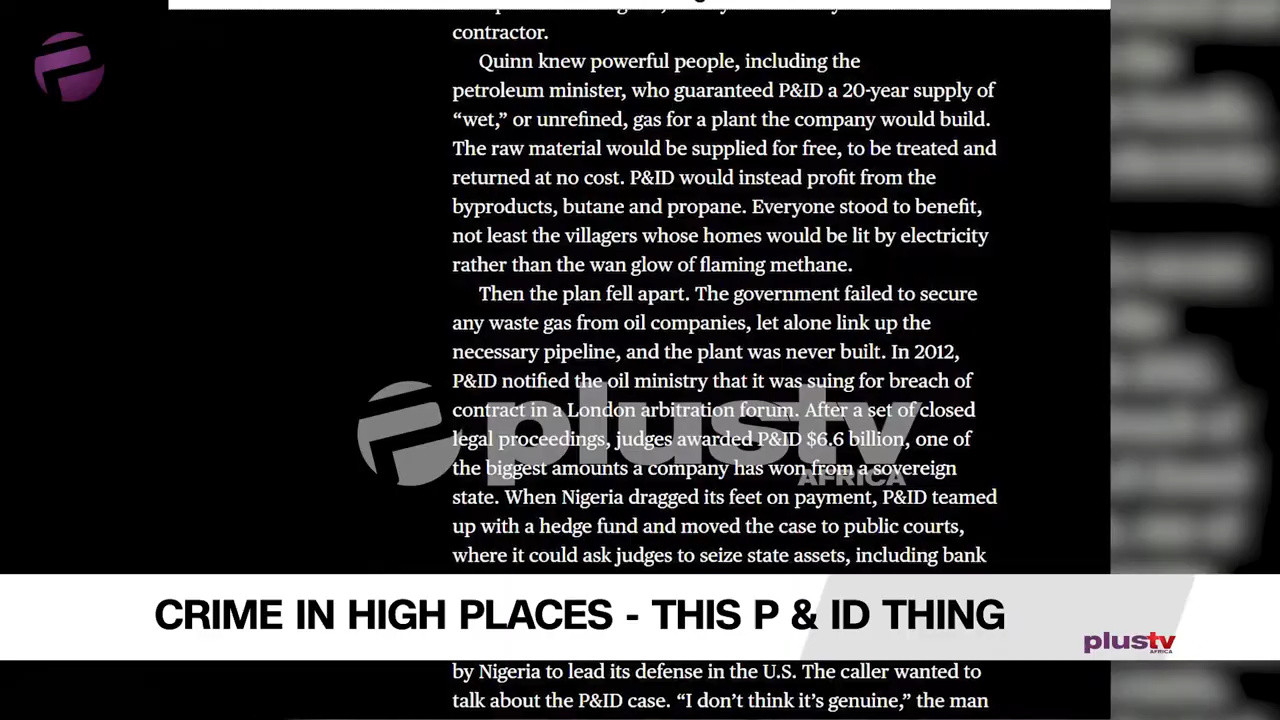 contractor.
Quinn knew powerful people, including the
petroleum minister, who guaranteed P&ID a 20-year supply of
“wet,” or unrefined, gas for a plant the company would build.
The raw material would be supplied for free, to be treated and
returned at no cost. P&ID would instead profit from the
byproducts, butane and propane. Everyone stood to benefit,
not least the villagers whose homes would be lit by electricity
rather than the wan glow of flaming methane.
Then the plan fell apart. The government failed to secure
any waste gas from oil companies, let alone link up the
necessary pipeline, and the plant was never built. In 2012,
P&ID notified the oil ministry that it was suing for breach of
contract in a London arbitration forum. After a set of closed
legal proceedings, judges awarded P&ID $6.6 billion, one of
the biggest amounts a company has won from a sovereign
state. When Nigeria dragged its feet on payment, P&ID teamed
up with a hedge fund and moved the case to public courts,
where it could ask judges to seize state assets, including bank
plustv
AFRICA
CRIME IN HIGH PLACES - THIS P & ID THING
plustv
AFRICA
by Nigeria to lead its defense in the U.S. The caller wanted to
talk about the P&ID case. “I don’t think it’s genuine,” the man